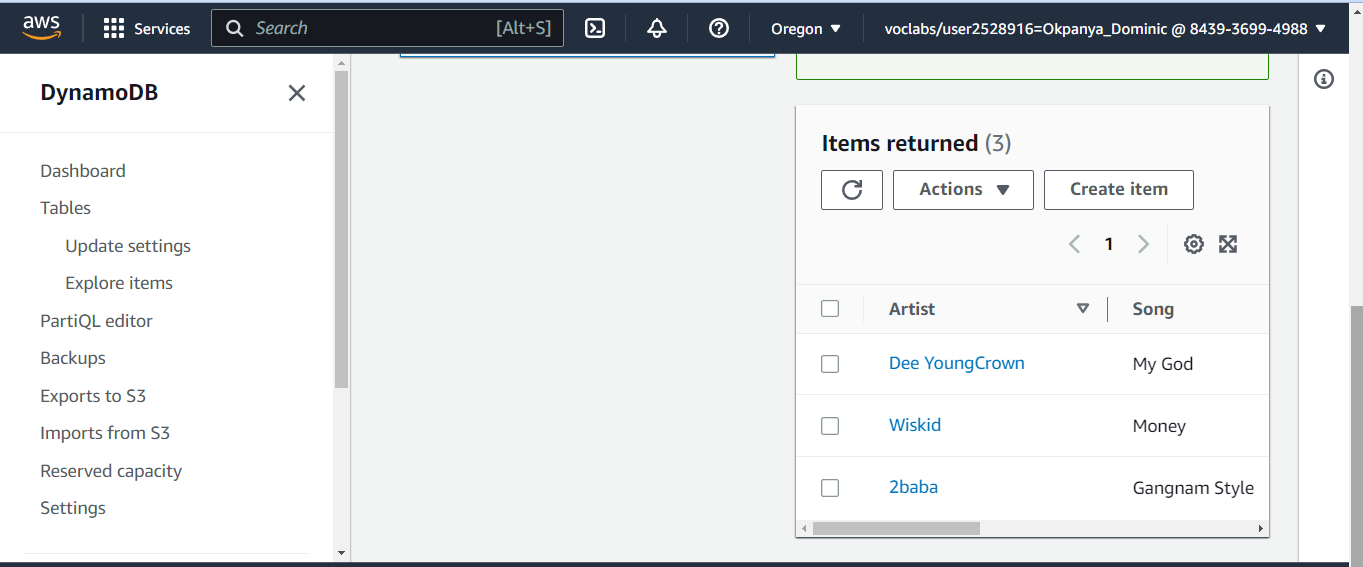 aws
Services
Search [Alt+S]
Oregon
voclabs/user2528916=Okpanya_Dominic @ 8439-3699-4988
DynamoDB
Dashboard
Tables
Update settings
Explore items
PartiQL editor
Backups
Exports to S3
Imports from S3
Reserved capacity
Settings
Items returned (3)
Actions
Create item
1
Artist Song
Dee YoungCrown My God
Wiskid Money
2baba Gangnam Style